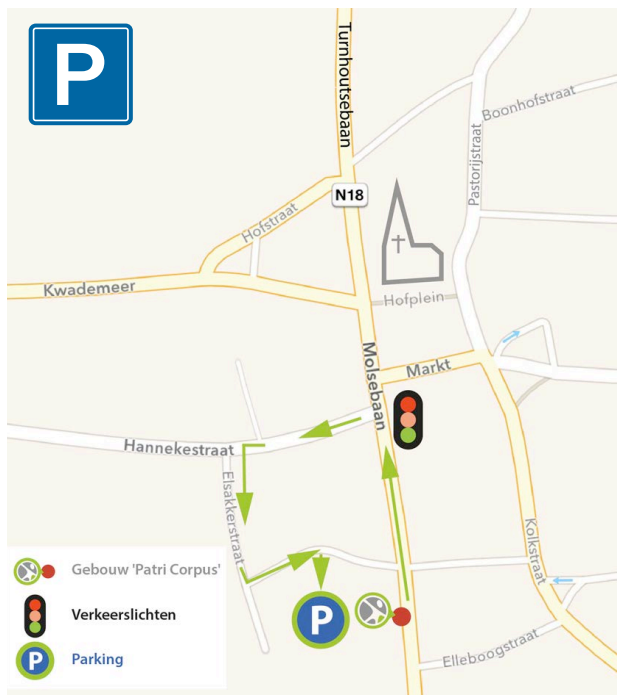 P
Turnhoutsebaan
Boonhofstraat
Pastorijstraat
N18
Hofstraat
Kwademeer
Hofplein
Molsebaan
Markt
Hannekestraat
Elsakkerstraat
Kolkstraat
P
Elleboogstraat
Gebouw 'Patri Corpus'
Verkeerslichten
P Parking